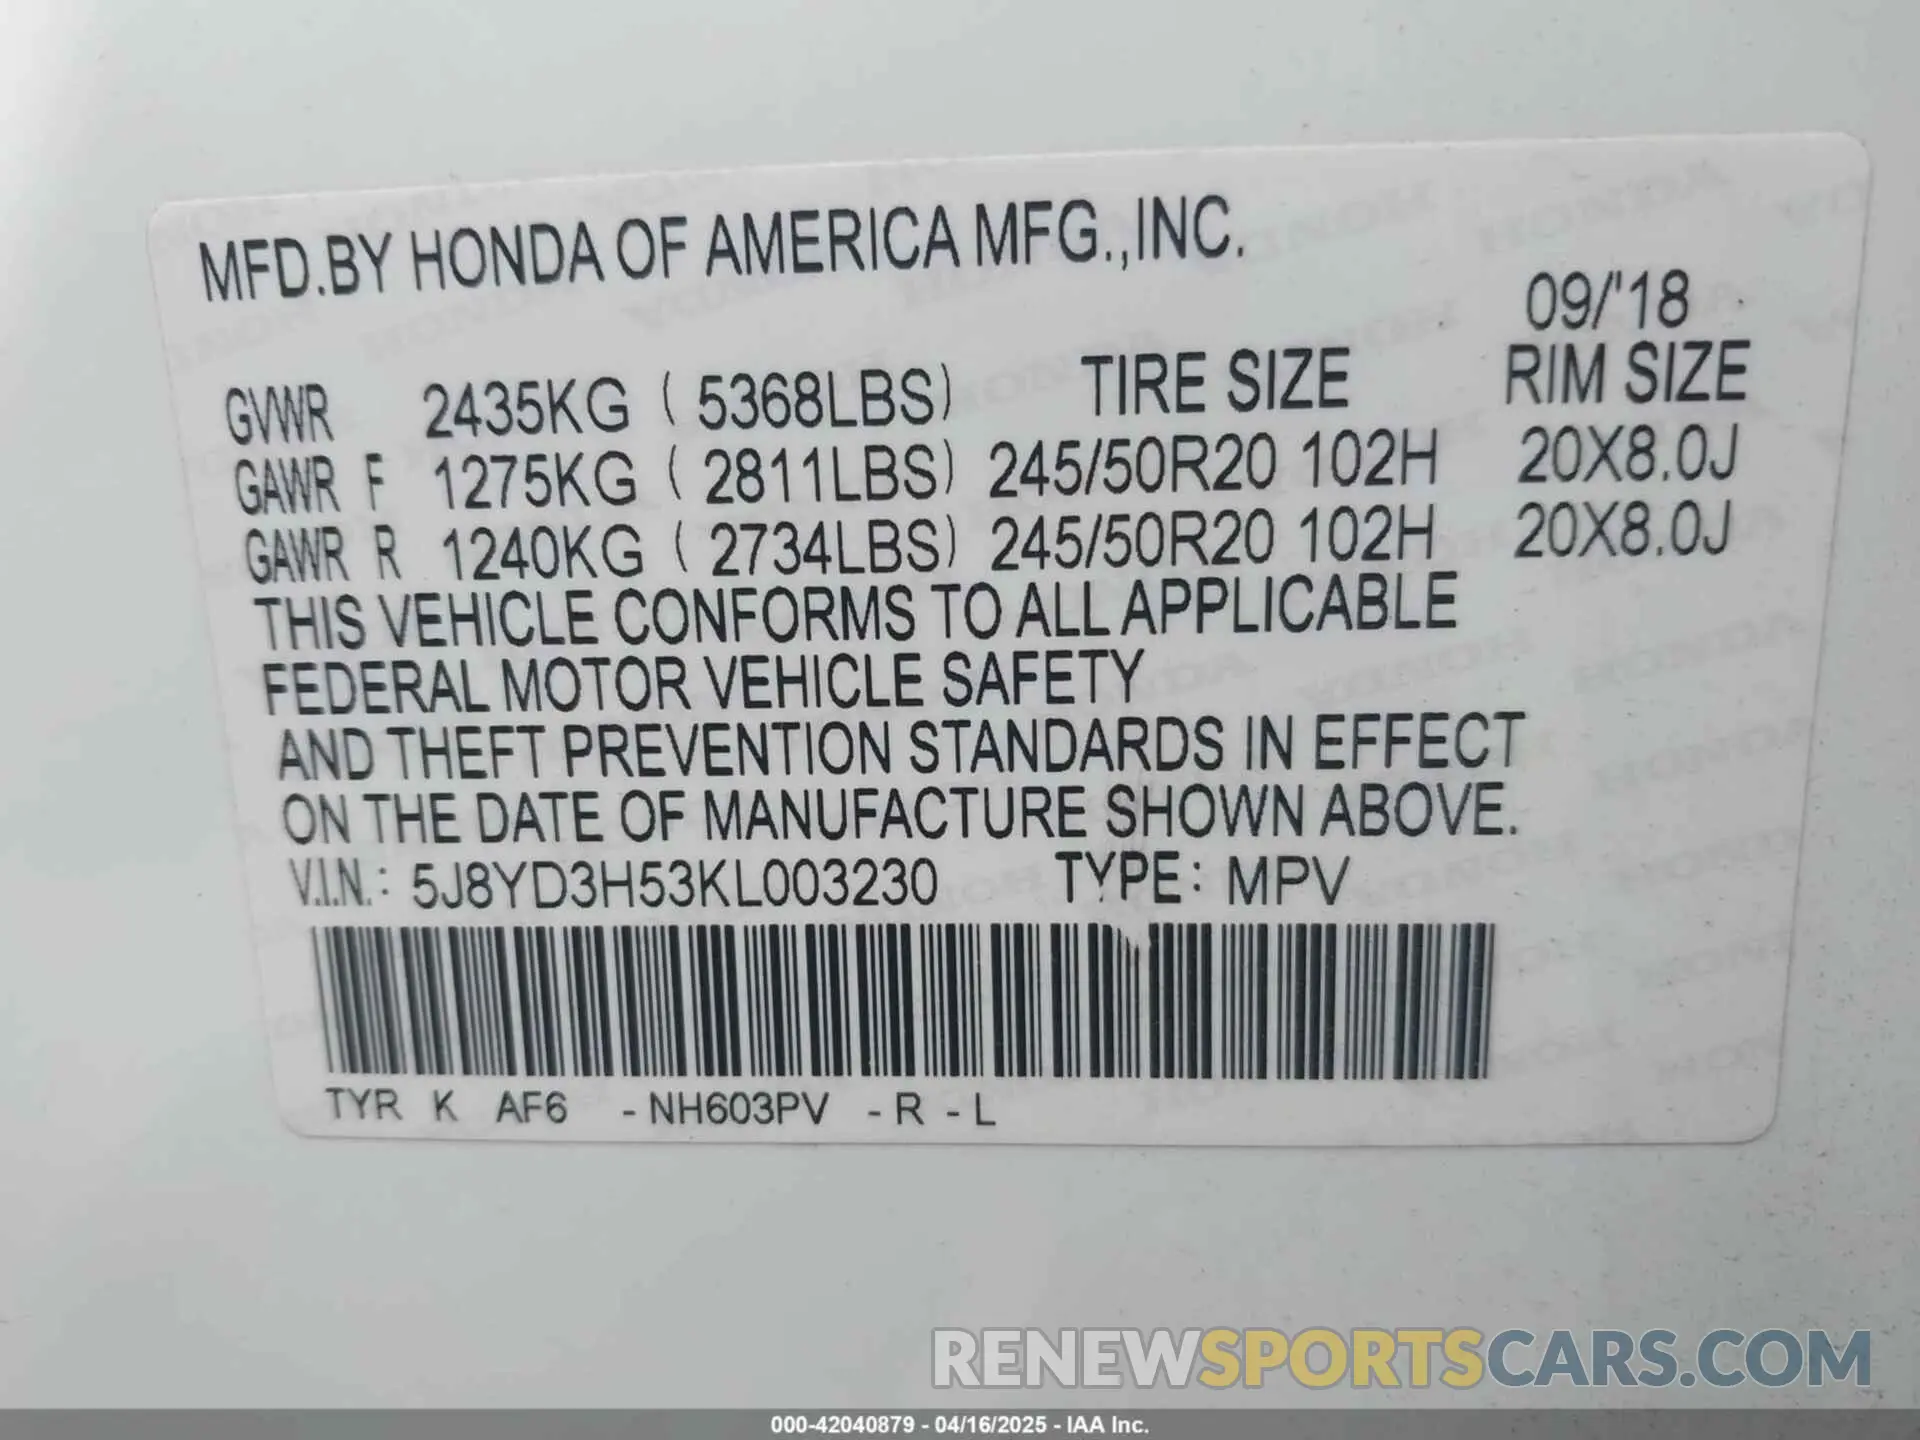 MFD.BY HONDA OF AMERICA MFG.,INC.
09/'18
GVWR 2435KG ( 5368LBS) TIRE SIZE RIM SIZE
GAWR F 1275KG ( 2811LBS) 245/50R20 102H 20X8.0J
GAWR R 1240KG ( 2734LBS) 245/50R20 102H 20X8.0J
THIS VEHICLE CONFORMS TO ALL APPLICABLE
FEDERAL MOTOR VEHICLE SAFETY
AND THEFT PREVENTION STANDARDS IN EFFECT
ON THE DATE OF MANUFACTURE SHOWN ABOVE.
V.I.N.: 5J8YD3H53KL003230 TYPE: MPV
TYR K AF6 -NH603PV -R -L
RENEWSPORTSCARS.COM
000-42040879 - 04/16/2025 - IAA Inc.